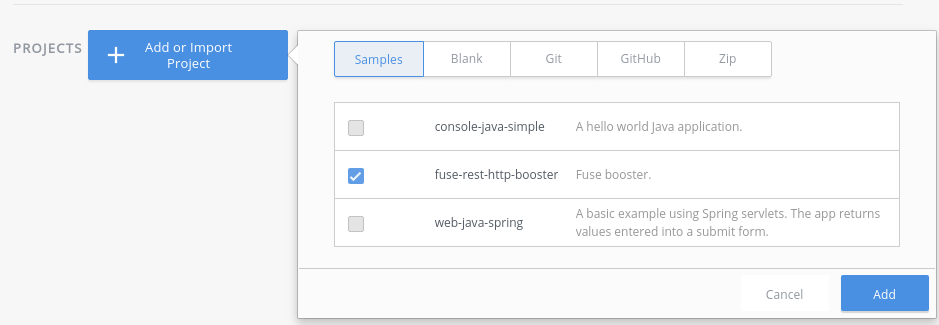 PROJECTS
Add or Import
Project
Samples
Blank
Git
GitHub
Zip
console-java-simple
A hello world Java application.
fuse-rest-http-booster
Fuse booster.
web-java-spring
A basic example using Spring servlets. The app returns
values entered into a submit form.
Cancel
Add